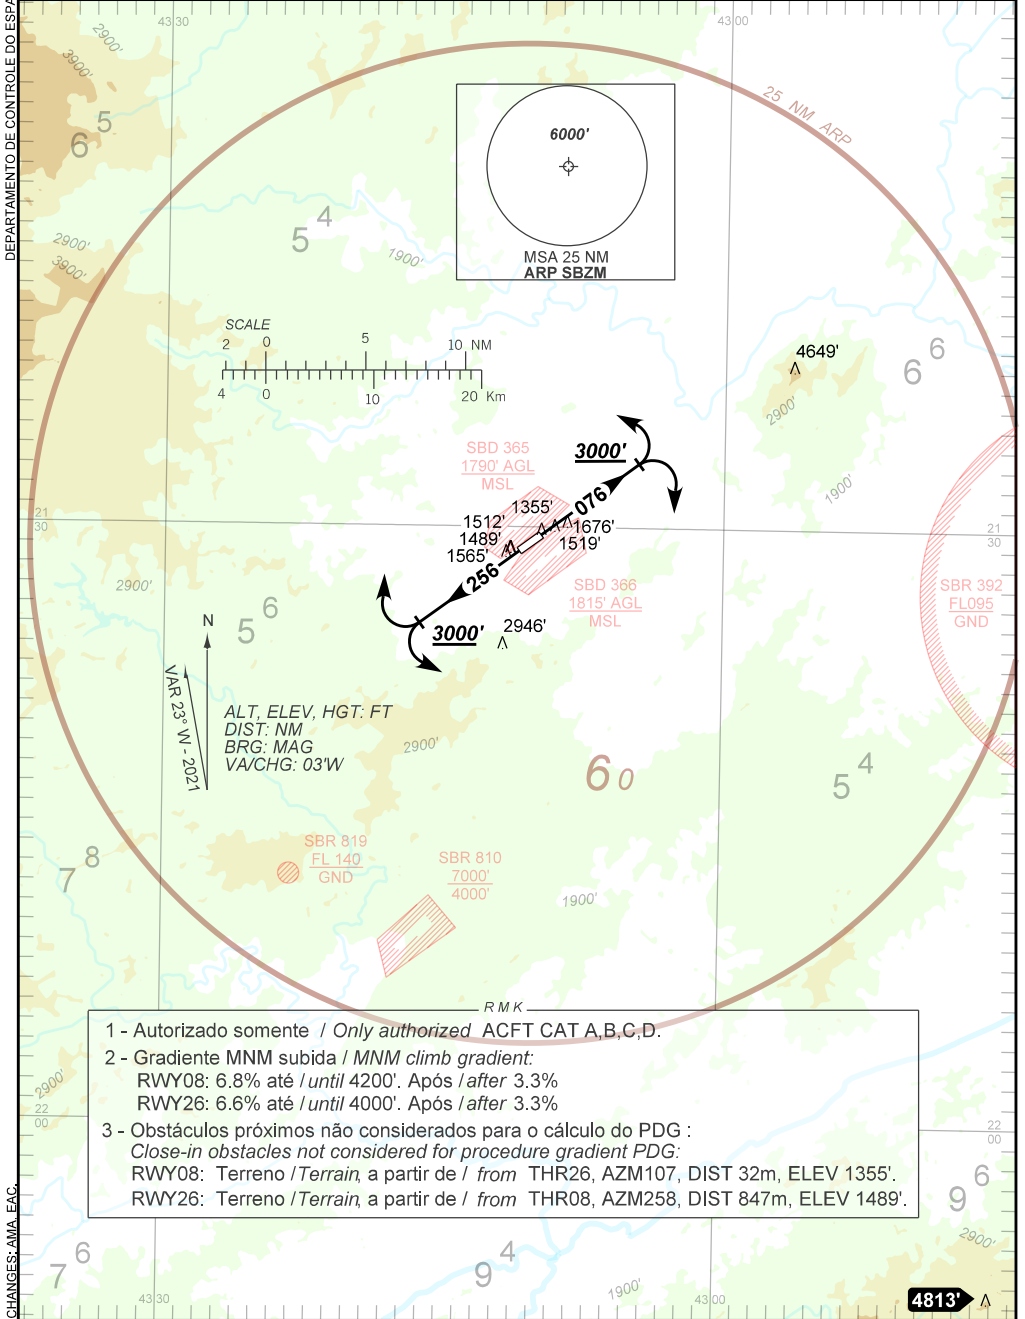 DEPARTAMENTO DE CONTROLE DO ESPA
43 30
43 00
2900'
3900'
25 NM ARP
6 5
6000'
MSA 25 NM
ARP SBZM
5 4
2900'
3900'
1900'
SCALE
2 0 5 10 NM
4 0 10 20 Km
4649'
6 6
2900'
1900'
SBD 365
1790' AGL
MSL
3000'
076
1355'
1512'
1489'
1565'
1676'
1519'
21
30
21
30
256
SBD 366
1815' AGL
MSL
SBR 392
FL095
GND
2900'
5 6
3000'
2946'
N
VAR 23° W - 2021
ALT, ELEV, HGT: FT
DIST: NM
BRG: MAG
VA/CHG: 03'W
2900'
6 0
5 4
SBR 819
FL 140
GND
SBR 810
7000'
4000'
7 8
1900'
RMK
1 - Autorizado somente / Only authorized ACFT CAT A,B,C,D.
2 - Gradiente MNM subida / MNM climb gradient:
RWY08: 6.8% até / until 4200'. Após / after 3.3%
RWY26: 6.6% até / until 4000'. Após / after 3.3%
3 - Obstáculos próximos não considerados para o cálculo do PDG :
Close-in obstacles not considered for procedure gradient PDG:
RWY08: Terreno / Terrain, a partir de / from THR26, AZM107, DIST 32m, ELEV 1355'.
RWY26: Terreno / Terrain, a partir de / from THR08, AZM258, DIST 847m, ELEV 1489'.
2900'
22
00
22
00
9 6
2900'
CHANGES: AMA, EAC.
7 6
9 4
1900'
43 30
43 00
4813'